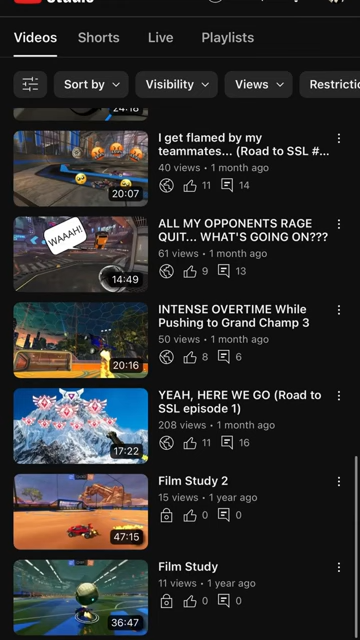 Studio
Videos
Shorts
Live
Playlists
Sort by
Visibility
Views
Restrictio
24:18
I get flamed by my
teammates... (Road to SSL #...
40 views • 1 month ago
11
14
20:07
WAAAH!
ALL MY OPPONENTS RAGE
QUIT... WHAT'S GOING ON???
61 views • 1 month ago
9
13
14:49
INTENSE OVERTIME While
Pushing to Grand Champ 3
50 views • 1 month ago
8
6
20:16
YEAH, HERE WE GO (Road to
SSL episode 1)
208 views • 1 month ago
11
16
17:22
Film Study 2
15 views • 1 year ago
0
0
47:15
Film Study
11 views • 1 year ago
0
0
36:47